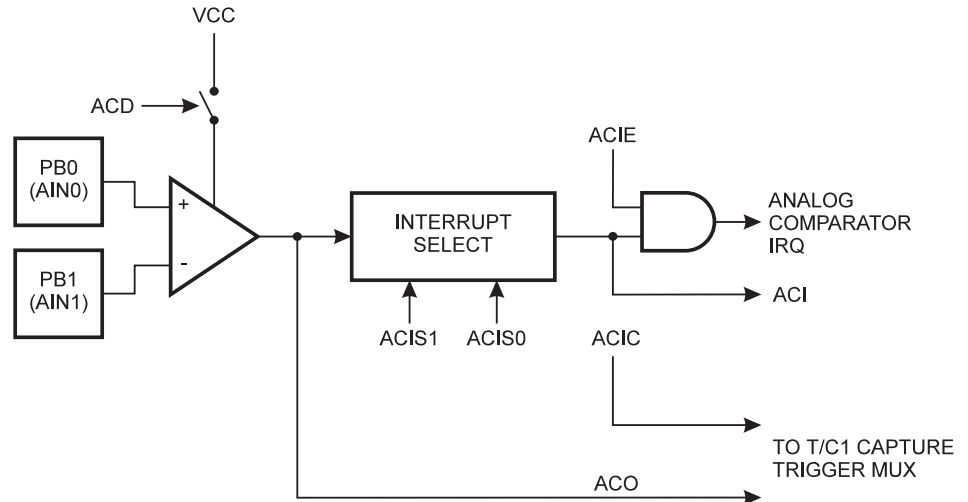 VCC
ACD
PB0
(AIN0)
+
-
PB1
(AIN1)
INTERRUPT
SELECT
ACIS1
ACIS0
ACIE
ANALOG
COMPARATOR
IRQ
ACI
ACIC
TO T/C1 CAPTURE
TRIGGER MUX
ACO